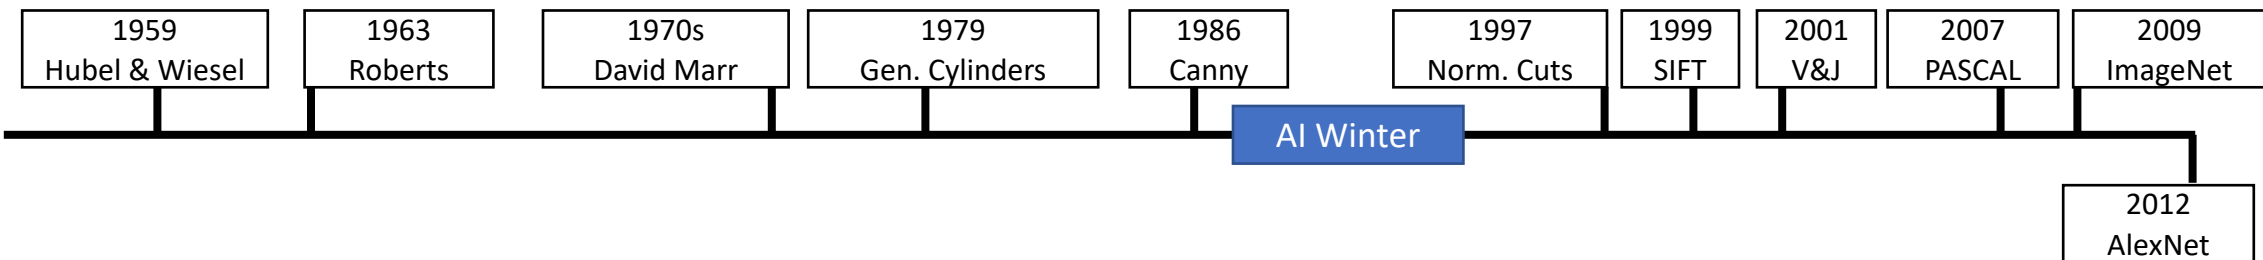 1959
Hubel & Wiesel
1963
Roberts
1970s
David Marr
1979
Gen. Cylinders
1986
Canny
AI Winter
1997
Norm. Cuts
1999
SIFT
2001
V&J
2007
PASCAL
2009
ImageNet
2012
AlexNet